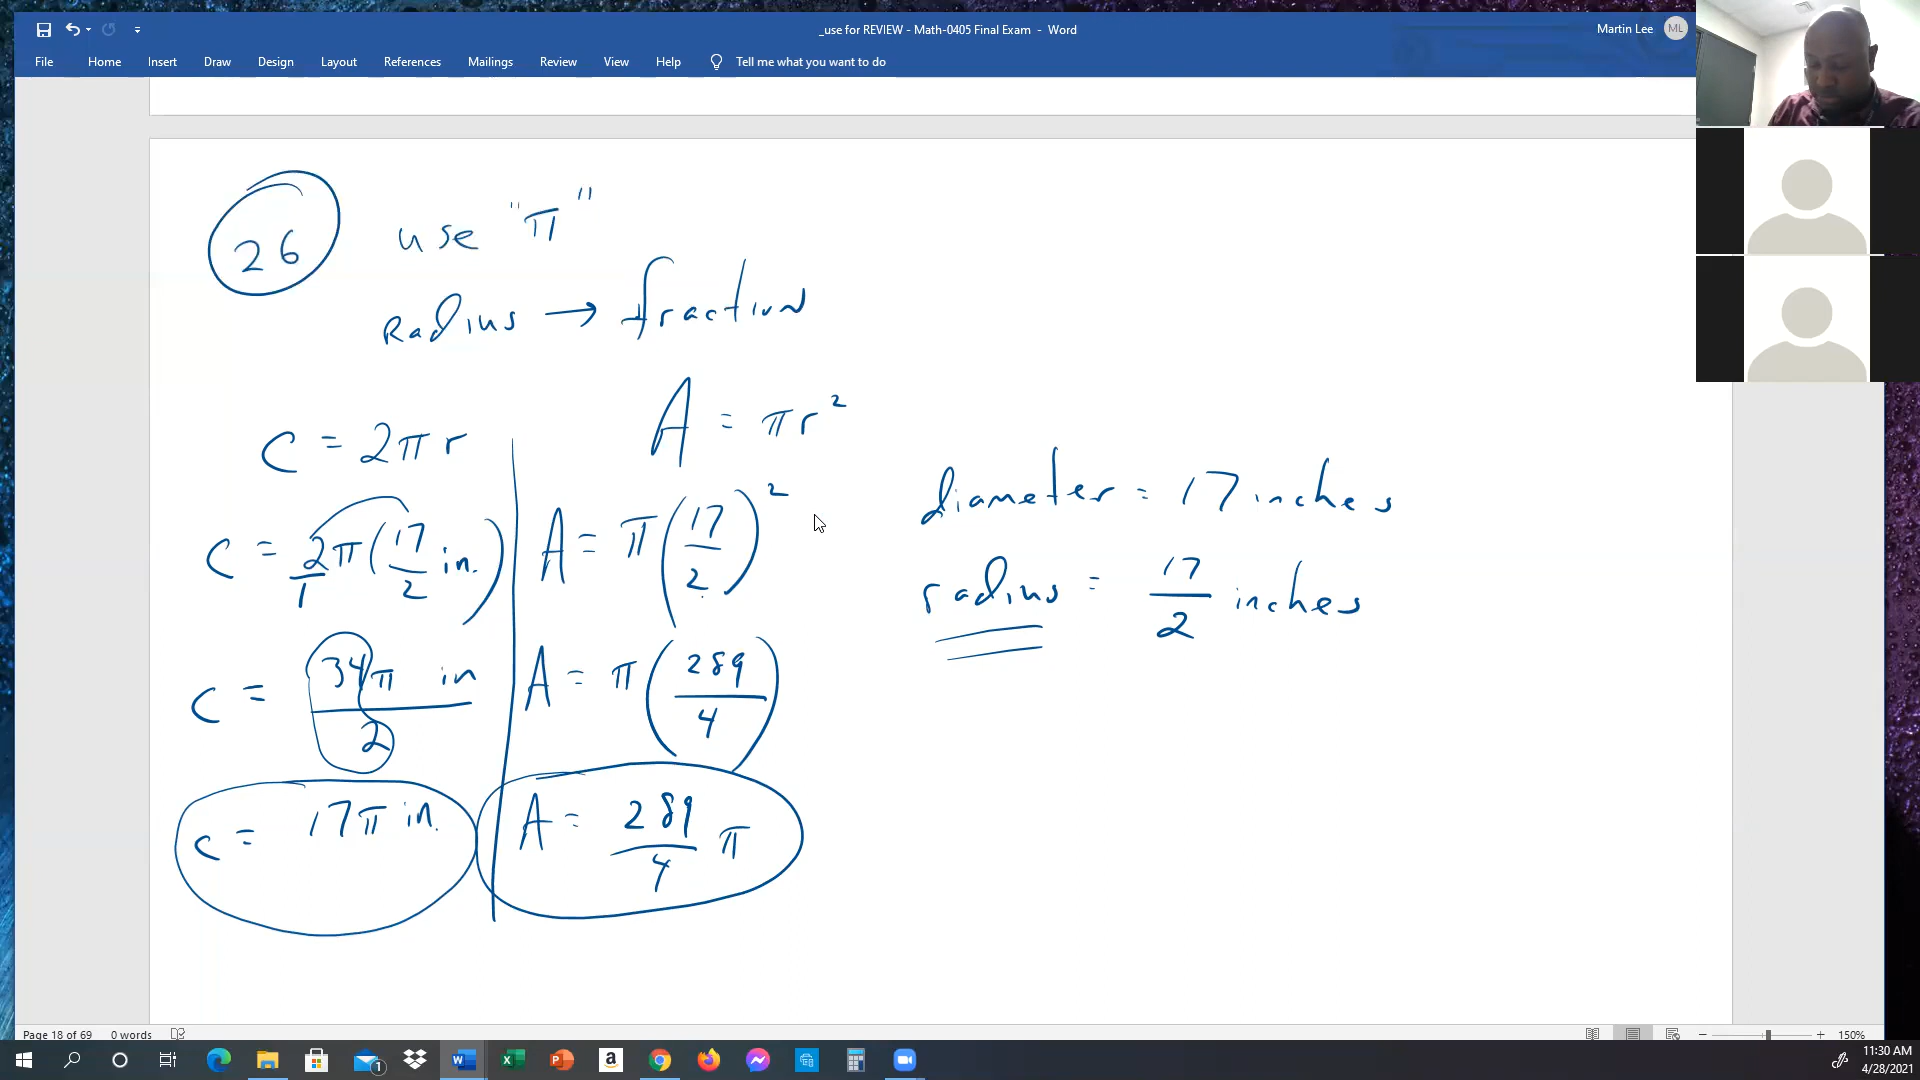 _use for REVIEW - Math-0405 Final Exam - Word
Martin Lee
ML
File Home Insert Draw Design Layout References Mailings Review View Help Tell me what you want to do
26
use "π"
Radius → fraction
C = 2πr
A = πr²
C = 2/1 π (17/2 in.)
A = π (17/2)²
C = 34π in / 2
A = π (289/4)
C = 17π in.
A = 289/4 π
diameter = 17 inches
radius = 17/2 inches
Page 18 of 69 0 words
150%
1
a
11:30 AM
4/28/2021